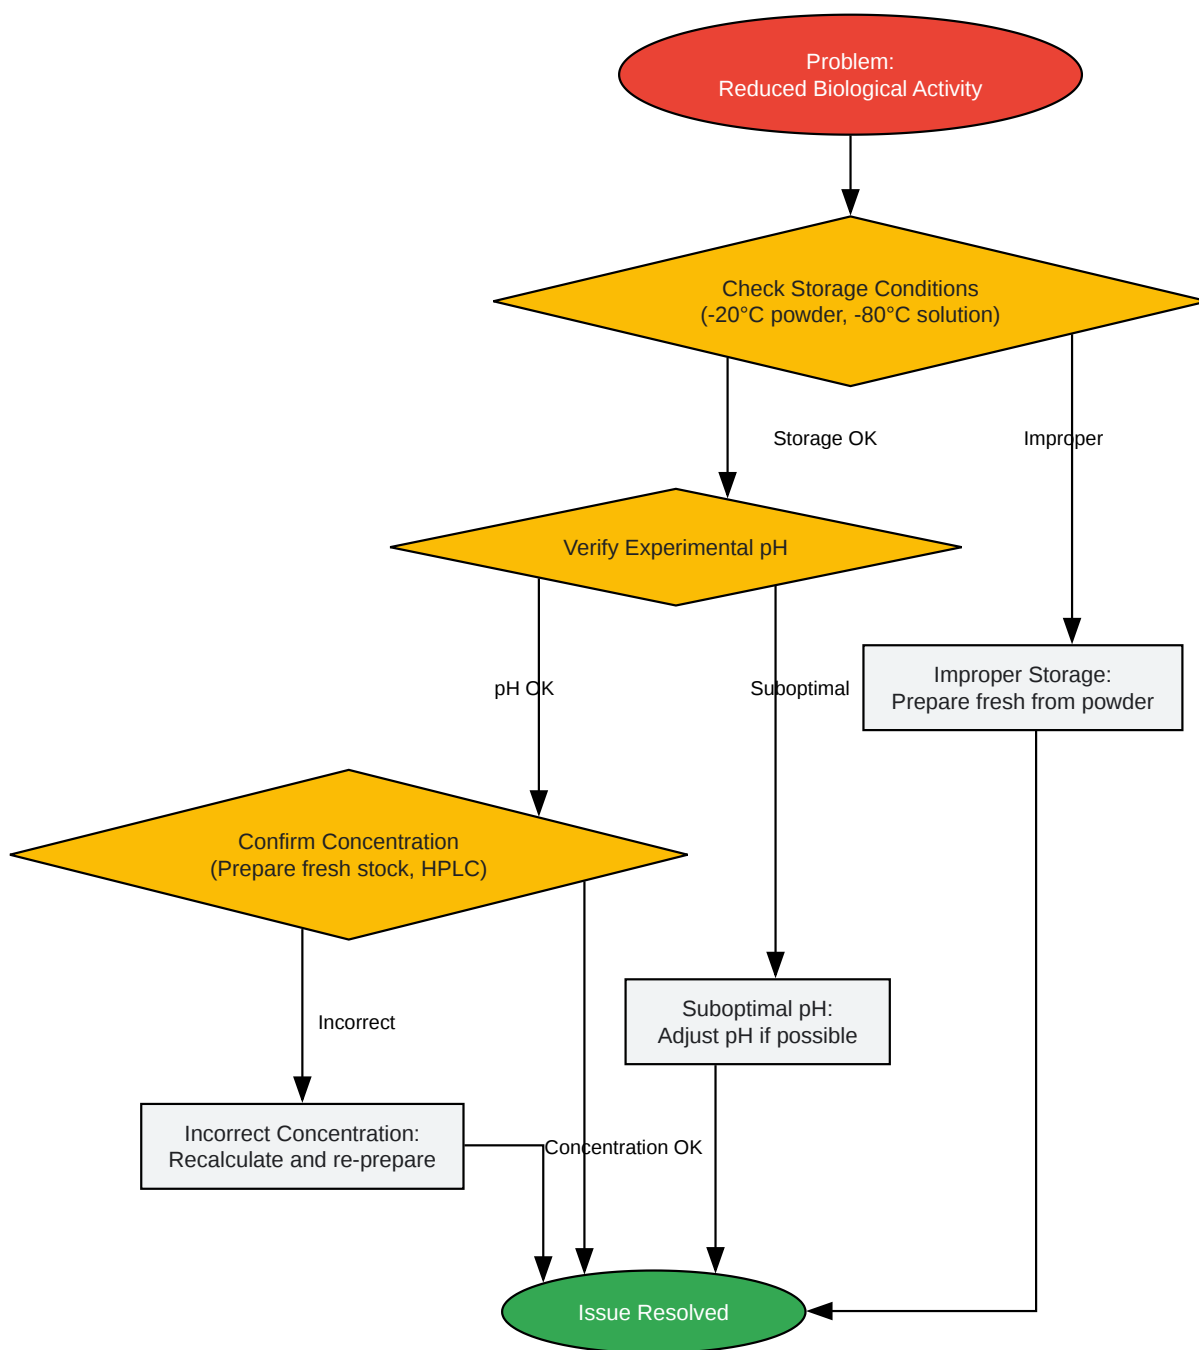 Problem:
Reduced Biological Activity
Check Storage Conditions
(-20°C powder, -80°C solution)
Storage OK
Improper
Verify Experimental pH
pH OK
Suboptimal
Improper Storage:
Prepare fresh from powder
Confirm Concentration
(Prepare fresh stock, HPLC)
Incorrect
Suboptimal pH:
Adjust pH if possible
Incorrect Concentration:
Recalculate and re-prepare
Concentration OK
Issue Resolved